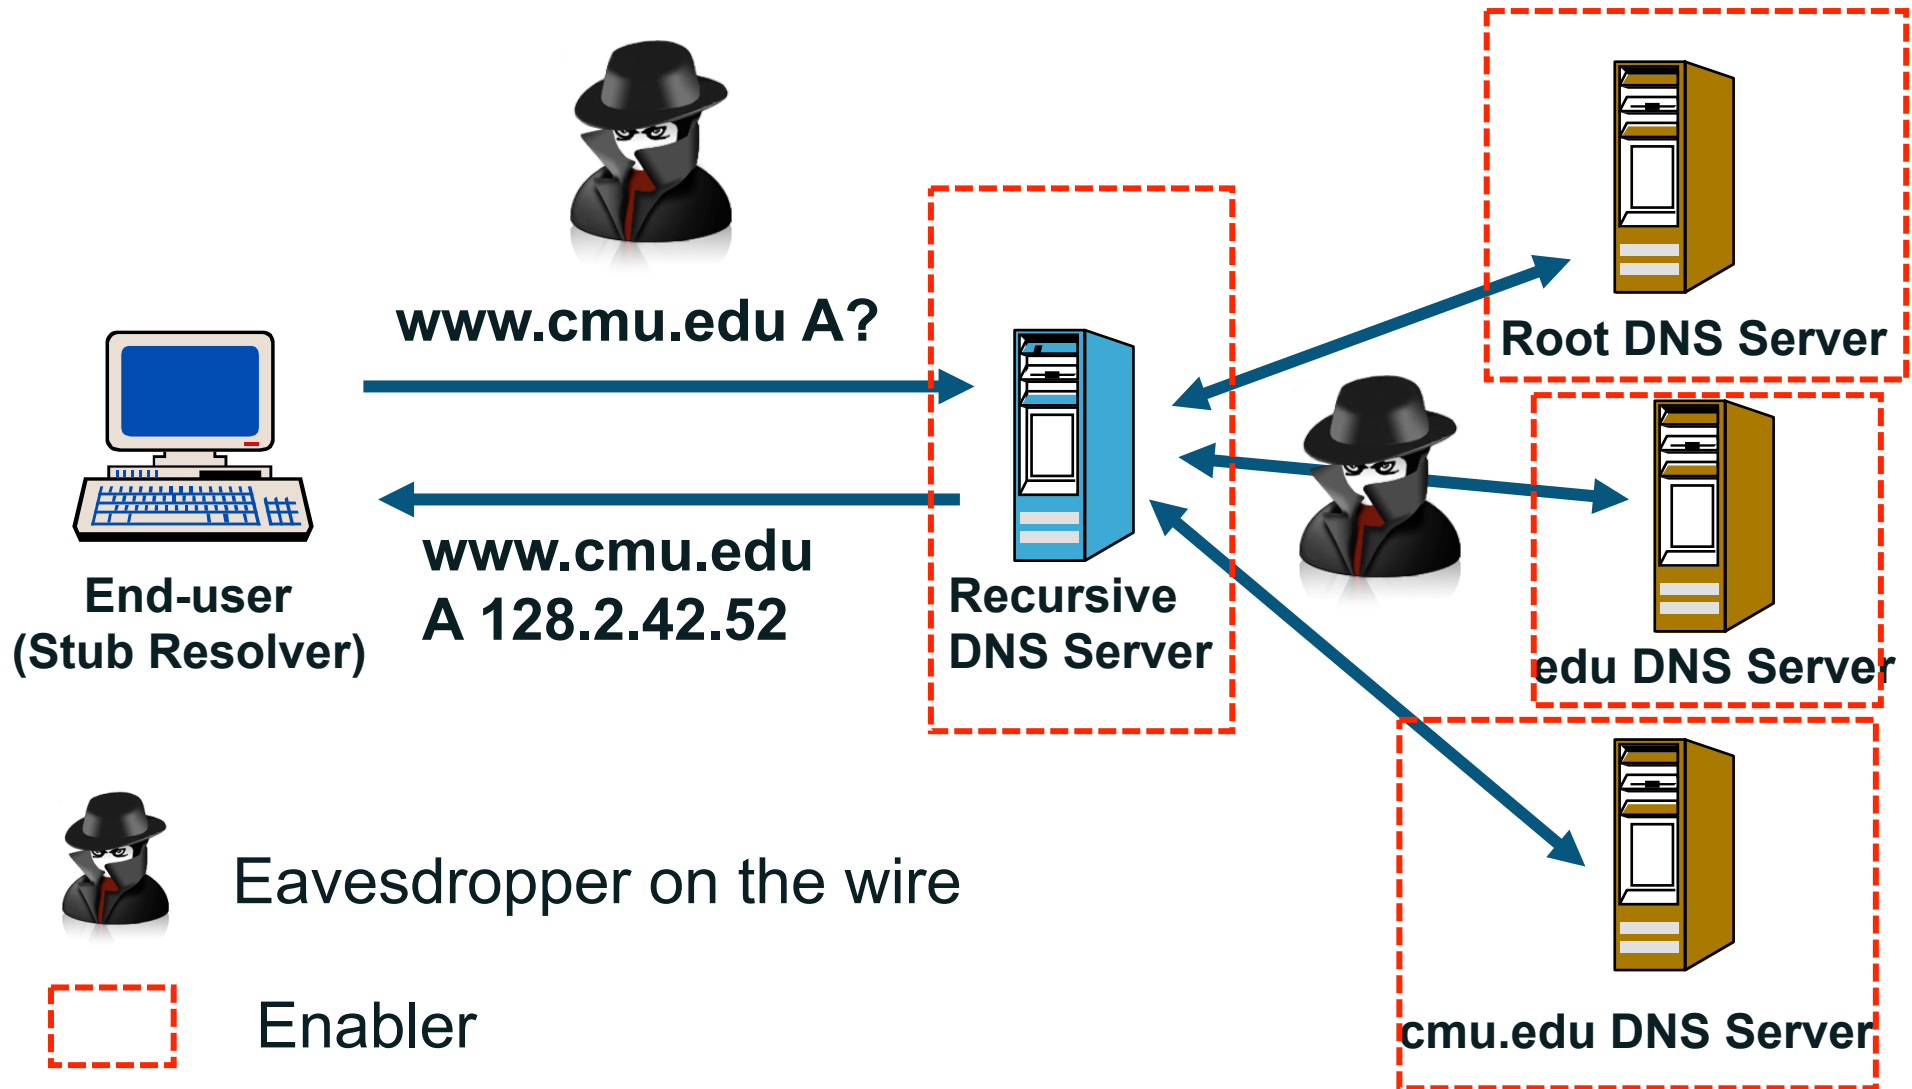 www.cmu.edu A?
Root DNS Server
www.cmu.edu
A 128.2.42.52
End-user
(Stub Resolver)
Recursive
DNS Server
edu DNS Server
Eavesdropper on the wire
Enabler
cmu.edu DNS Server